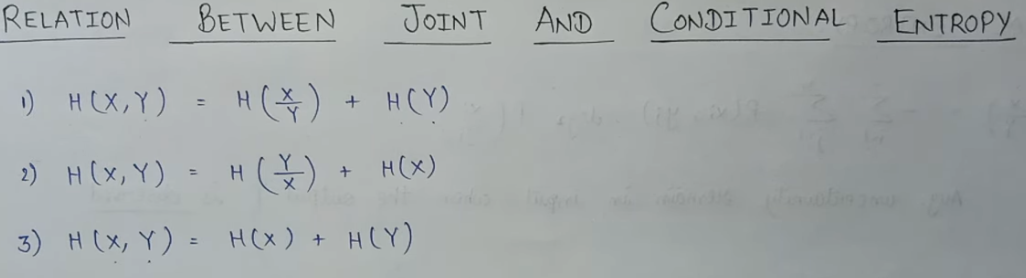 RELATION BETWEEN JOINT AND CONDITIONAL ENTROPY
1) H(X,Y) = H(X/Y) + H(Y)
2) H(X,Y) = H(Y/X) + H(X)
3) H(X,Y) = H(X) + H(Y)